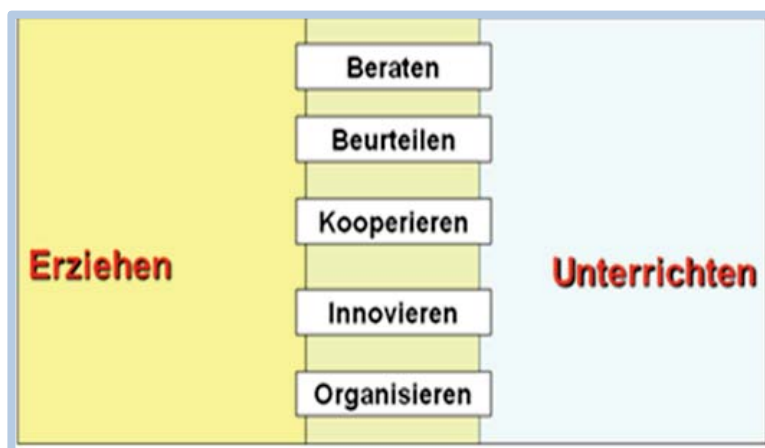 Beraten
Beurteilen
Kooperieren
Erziehen
Unterrichten
Innovieren
Organisieren